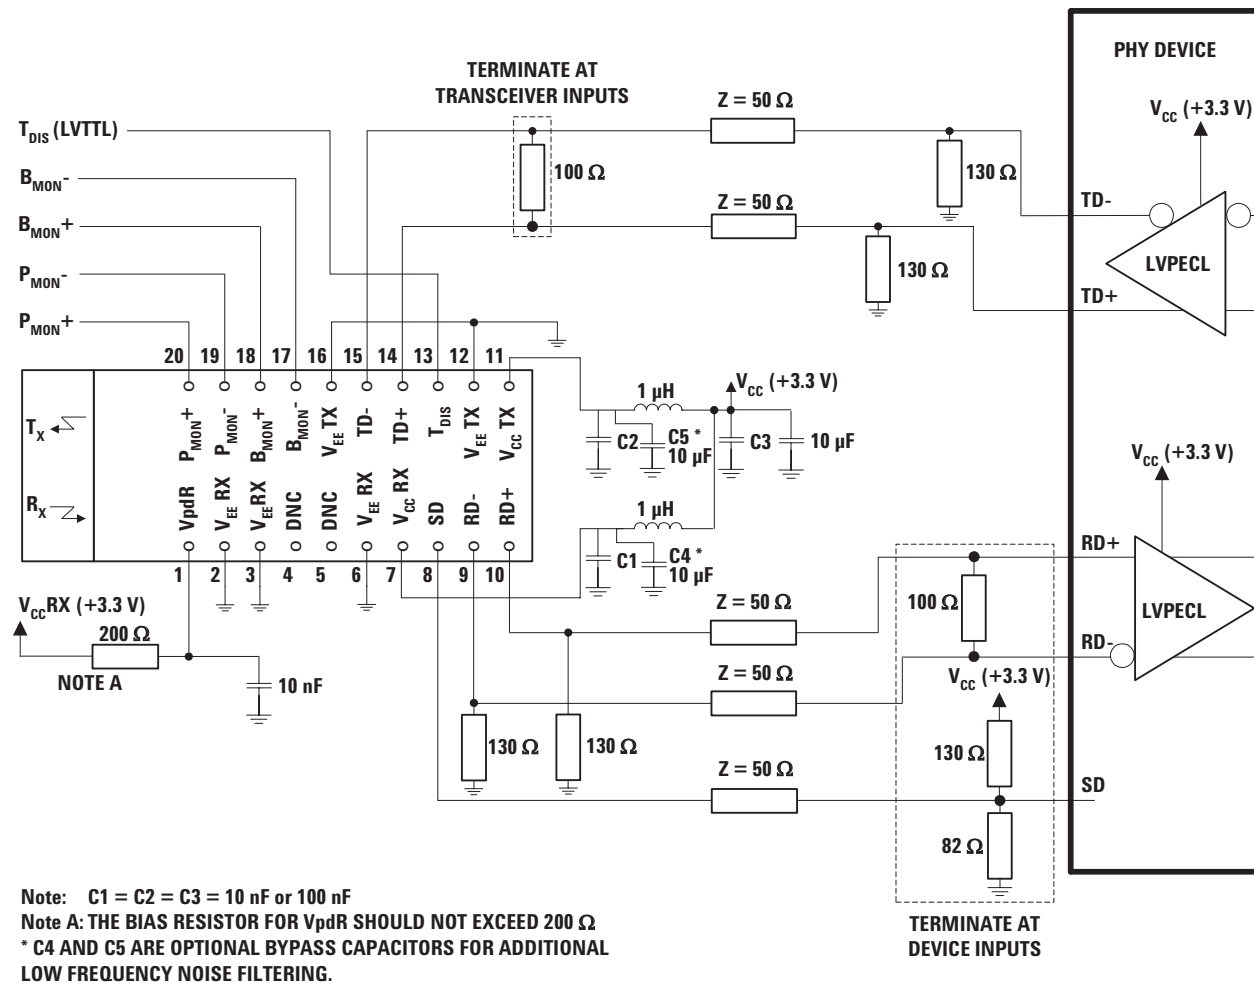 PHY DEVICE
TERMINATE AT
TRANSCEIVER INPUTS
Z = 50 Ω
V_CC (+3.3 V)
T_DIS (LVTTL)
100 Ω
130 Ω
B_MON-
Z = 50 Ω
TD-
B_MON+
LVPECL
P_MON-
130 Ω
TD+
P_MON+
20 19 18 17 16 15 14 13 12 11
V_CC (+3.3 V)
1 µH
T_X
P_MON+
P_MON-
B_MON+
B_MON-
V_EE TX
TD-
TD+
T_DIS
V_EE TX
V_CC TX
C2
C5 *
10 µF
C3
10 µF
V_CC (+3.3 V)
R_X
VpdR
V_EE RX
V_EE RX
DNC
DNC
V_EE RX
V_CC RX
SD
RD-
RD+
1 µH
RD+
C1
C4 *
10 µF
1 2 3 4 5 6 7 8 9 10
Z = 50 Ω
100 Ω
LVPECL
V_CC RX (+3.3 V)
200 Ω
RD-
NOTE A
10 nF
Z = 50 Ω
V_CC (+3.3 V)
130 Ω
130 Ω
130 Ω
Z = 50 Ω
SD
82 Ω
Note: C1 = C2 = C3 = 10 nF or 100 nF
Note A: THE BIAS RESISTOR FOR VpdR SHOULD NOT EXCEED 200 Ω
* C4 AND C5 ARE OPTIONAL BYPASS CAPACITORS FOR ADDITIONAL
LOW FREQUENCY NOISE FILTERING.
TERMINATE AT
DEVICE INPUTS